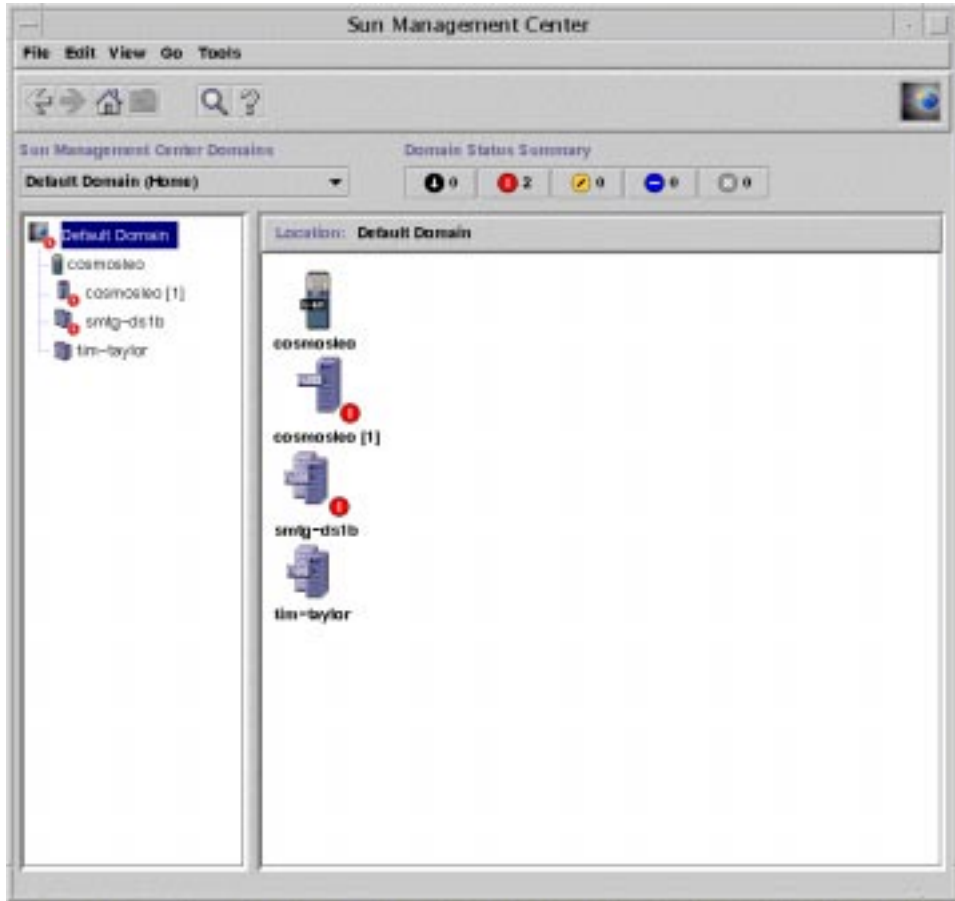 Sun Management Center
File Edit View Go Tools
Sun Management Center Domains
Domain Status Summary
Default Domain (Home)
0 2 0 0 0
Default Domain
Location: Default Domain
cosmosleo
cosmosleo [1]
smtg-ds1b
tim-taylor
cosmosleo
cosmosleo [1]
smtg-ds1b
tim-taylor